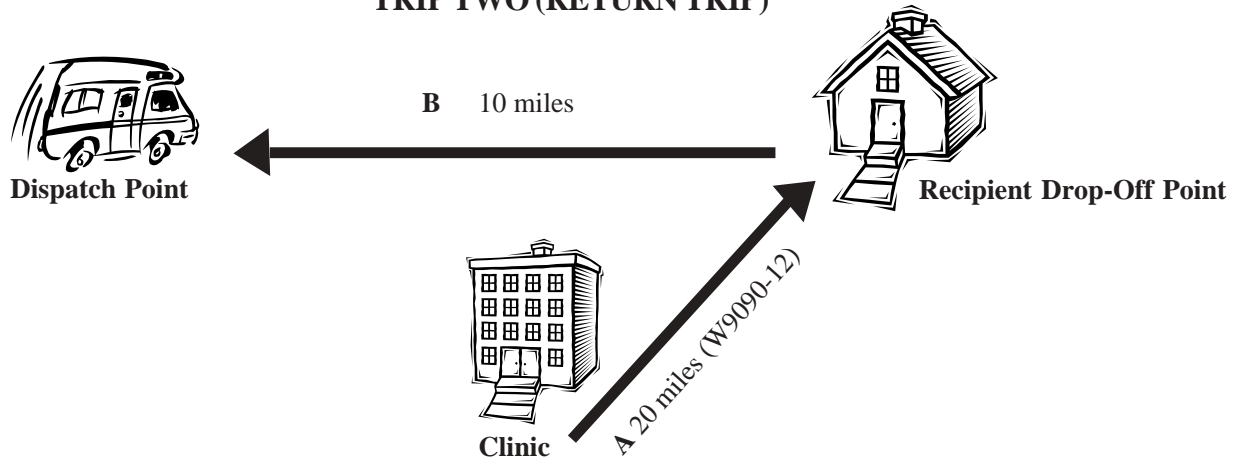 TRIP TWO (RETURN TRIP)
B 10 miles
Dispatch Point
Recipient Drop-Off Point
A 20 miles (W9090-12)
Clinic